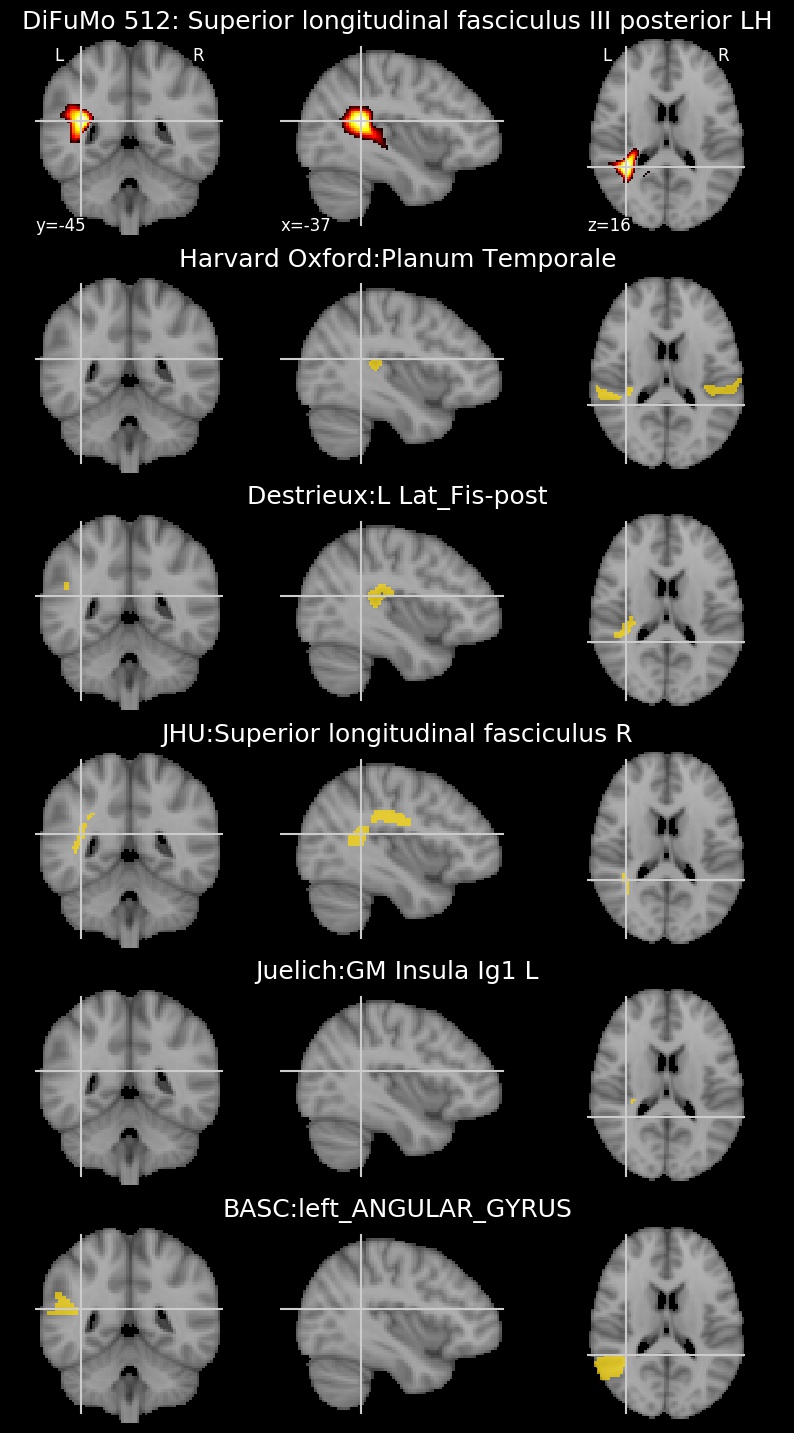 DiFuMo 512: Superior longitudinal fasciculus III posterior LH
L R L R
y=-45 x=-37 z=16
Harvard Oxford:Planum Temporale
Destrieux:L Lat_Fis-post
JHU:Superior longitudinal fasciculus R
Juelich:GM Insula Ig1 L
BASC:left_ANGULAR_GYRUS